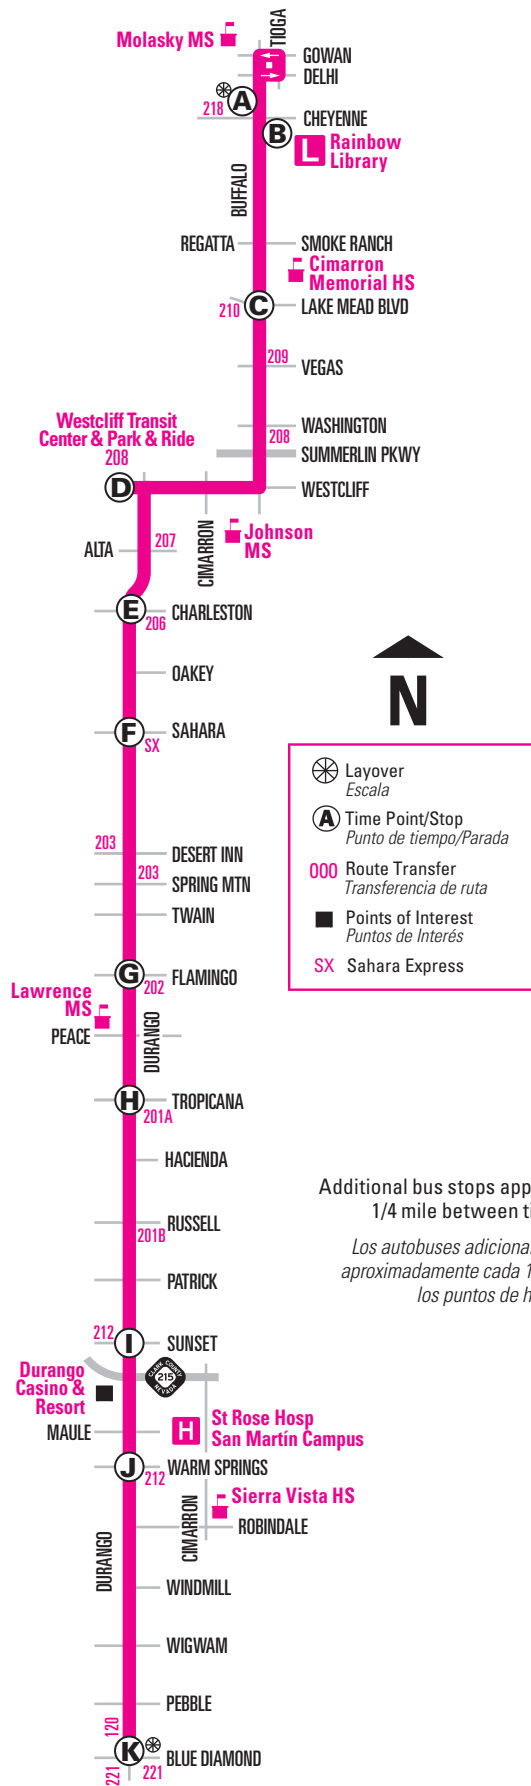 TIOGA
Molasky MS
GOWAN
DELHI
A
218
CHEYENNE
B
L
Rainbow
Library
BUFFALO
REGATTA
SMOKE RANCH
Cimarron
Memorial HS
210
C
LAKE MEAD BLVD
209
VEGAS
WASHINGTON
208
SUMMERLIN PKWY
Westcliff Transit
Center & Park & Ride
208
D
WESTCLIFF
CIMARRON
Johnson
MS
ALTA
207
E
206
CHARLESTON
OAKEY
F
SX
SAHARA
N
Layover
Escala
A Time Point/Stop
Punto de tiempo/Parada
000 Route Transfer
Transferencia de ruta
Points of Interest
Puntos de Interés
SX Sahara Express
203
DESERT INN
203
SPRING MTN
TWAIN
G
202
FLAMINGO
Lawrence
MS
PEACE
DURANGO
H
201A
TROPICANA
HACIENDA
Additional bus stops app
1/4 mile between ti
Los autobuses adiciona
aproximadamente cada 1
los puntos de h
201B
RUSSELL
PATRICK
212
I
SUNSET
CLARK COUNTY
215
NEVADA
Durango
Casino &
Resort
H
St Rose Hosp
San Martín Campus
MAULE
J
212
WARM SPRINGS
Sierra Vista HS
CIMARRON
ROBINDALE
DURANGO
WINDMILL
WIGWAM
PEBBLE
120
K
BLUE DIAMOND
221
221